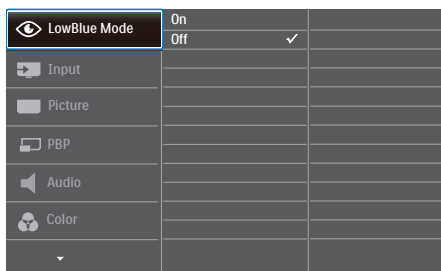 LowBlue Mode
On
Off
Input
Picture
PBP
Audio
Color